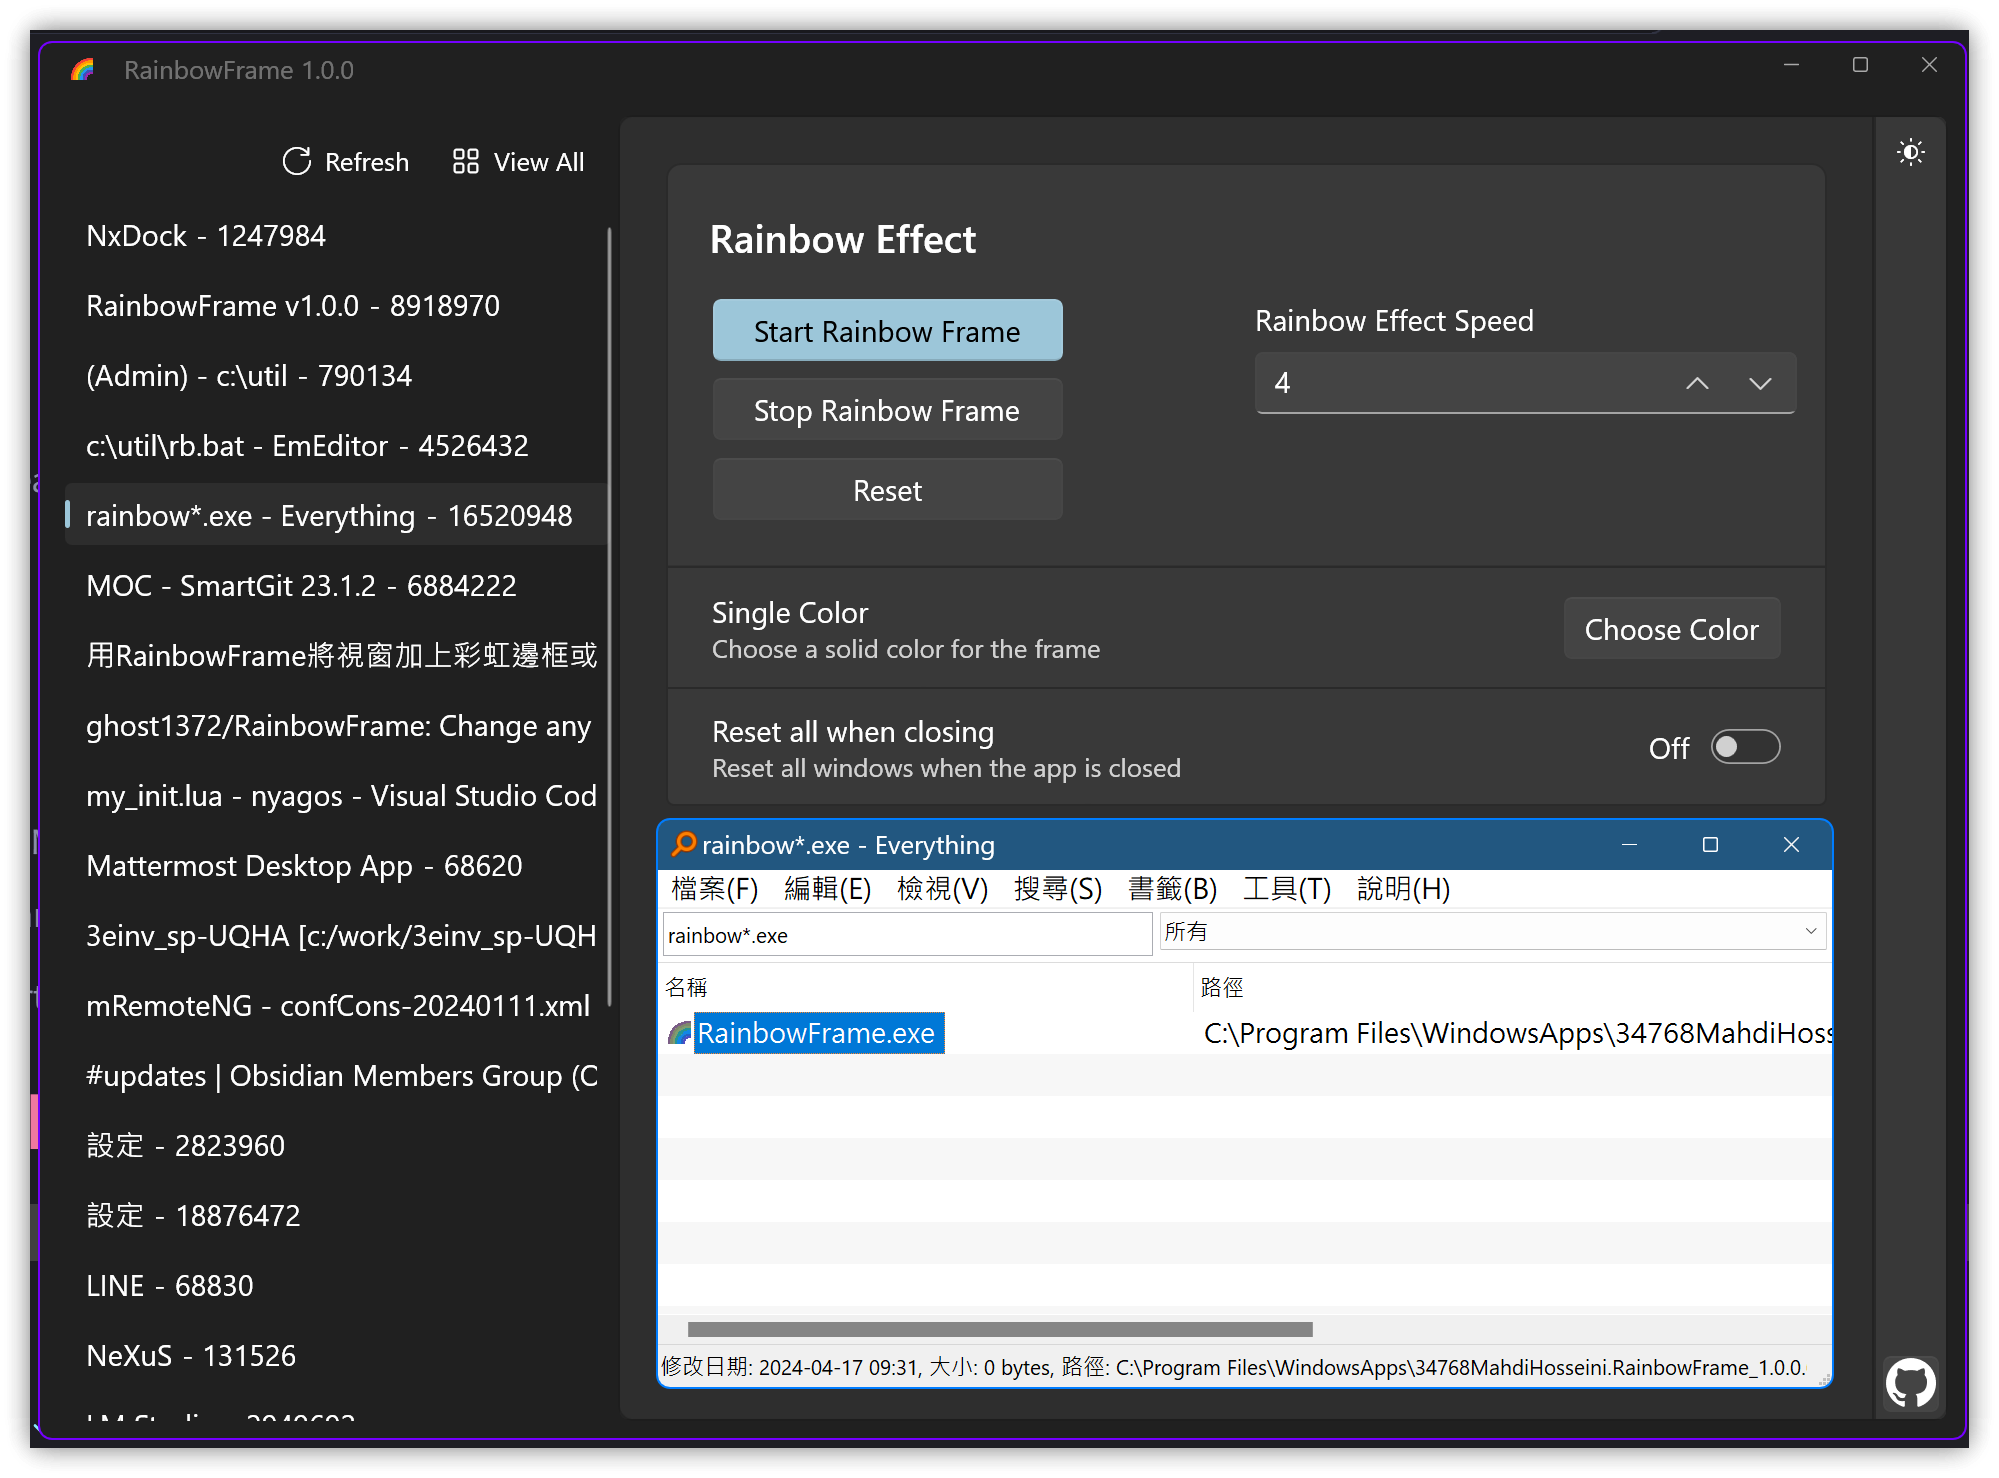 RainbowFrame 1.0.0
Refresh View All
NxDock - 1247984
RainbowFrame v1.0.0 - 8918970
(Admin) - c:\util - 790134
c:\util\rb.bat - EmEditor - 4526432
rainbow*.exe - Everything - 16520948
MOC - SmartGit 23.1.2 - 6884222
用RainbowFrame將視窗加上彩虹邊框或
ghost1372/RainbowFrame: Change any
my_init.lua - nyagos - Visual Studio Cod
Mattermost Desktop App - 68620
3einv_sp-UQHA [c:/work/3einv_sp-UQH
mRemoteNG - confCons-20240111.xml
#updates | Obsidian Members Group (C
設定 - 2823960
設定 - 18876472
LINE - 68830
NeXuS - 131526
Rainbow Effect
Start Rainbow Frame
Stop Rainbow Frame
Reset
Rainbow Effect Speed
4
Single Color
Choose a solid color for the frame
Choose Color
Reset all when closing
Reset all windows when the app is closed
Off
rainbow*.exe - Everything
檔案(F) 編輯(E) 檢視(V) 搜尋(S) 書籤(B) 工具(T) 說明(H)
rainbow*.exe
所有
名稱 路徑
RainbowFrame.exe C:\Program Files\WindowsApps\34768MahdiHoss
修改日期: 2024-04-17 09:31, 大小: 0 bytes, 路徑: C:\Program Files\WindowsApps\34768MahdiHosseini.RainbowFrame_1.0.0.